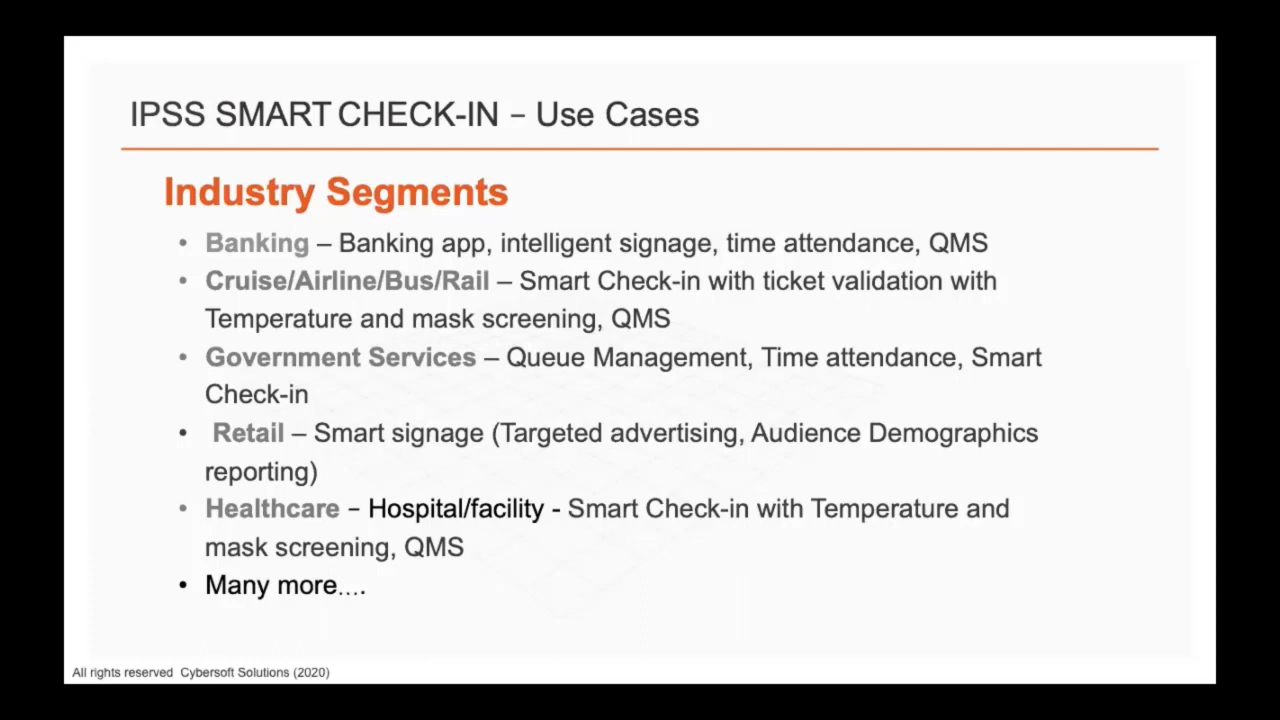 IPSS SMART CHECK-IN – Use Cases
Industry Segments
• Banking – Banking app, intelligent signage, time attendance, QMS
• Cruise/Airline/Bus/Rail – Smart Check-in with ticket validation with
Temperature and mask screening, QMS
• Government Services – Queue Management, Time attendance, Smart
Check-in
• Retail – Smart signage (Targeted advertising, Audience Demographics
reporting)
• Healthcare – Hospital/facility - Smart Check-in with Temperature and
mask screening, QMS
• Many more....
All rights reserved Cybersoft Solutions (2020)